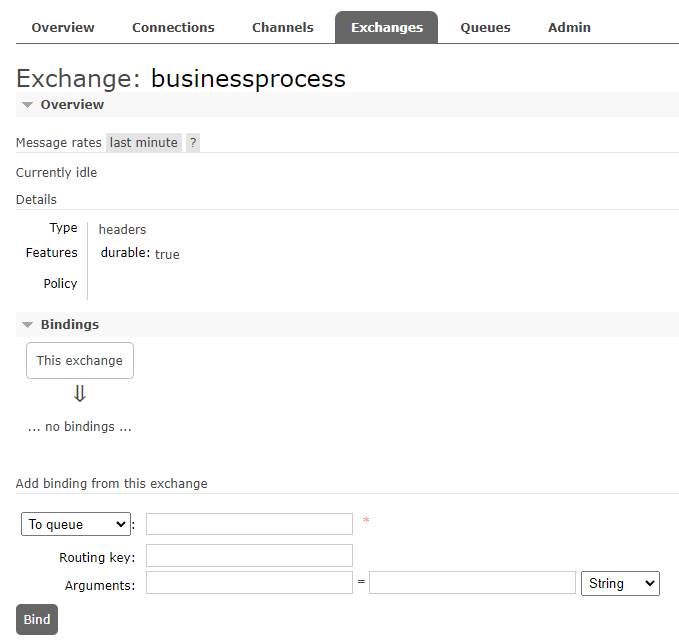 Overview Connections Channels Exchanges Queues Admin
Exchange: businessprocess
Overview
Message rates last minute ?
Currently idle
Details
Type headers
Features durable: true
Policy
Bindings
This exchange
⇓
... no bindings ...
Add binding from this exchange
To queue : *
Routing key:
Arguments: = String
Bind